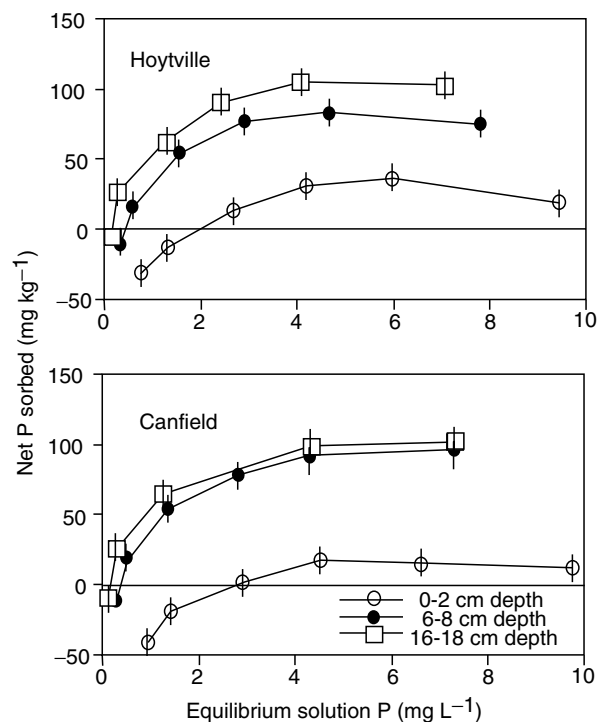 150
Hoytville
100
50
0
−50
0 2 4 6 8 10
Net P sorbed (mg kg−1)
150
Canfield
100
50
0
0-2 cm depth
6-8 cm depth
16-18 cm depth
−50
0 2 4 6 8 10
Equilibrium solution P (mg L−1)